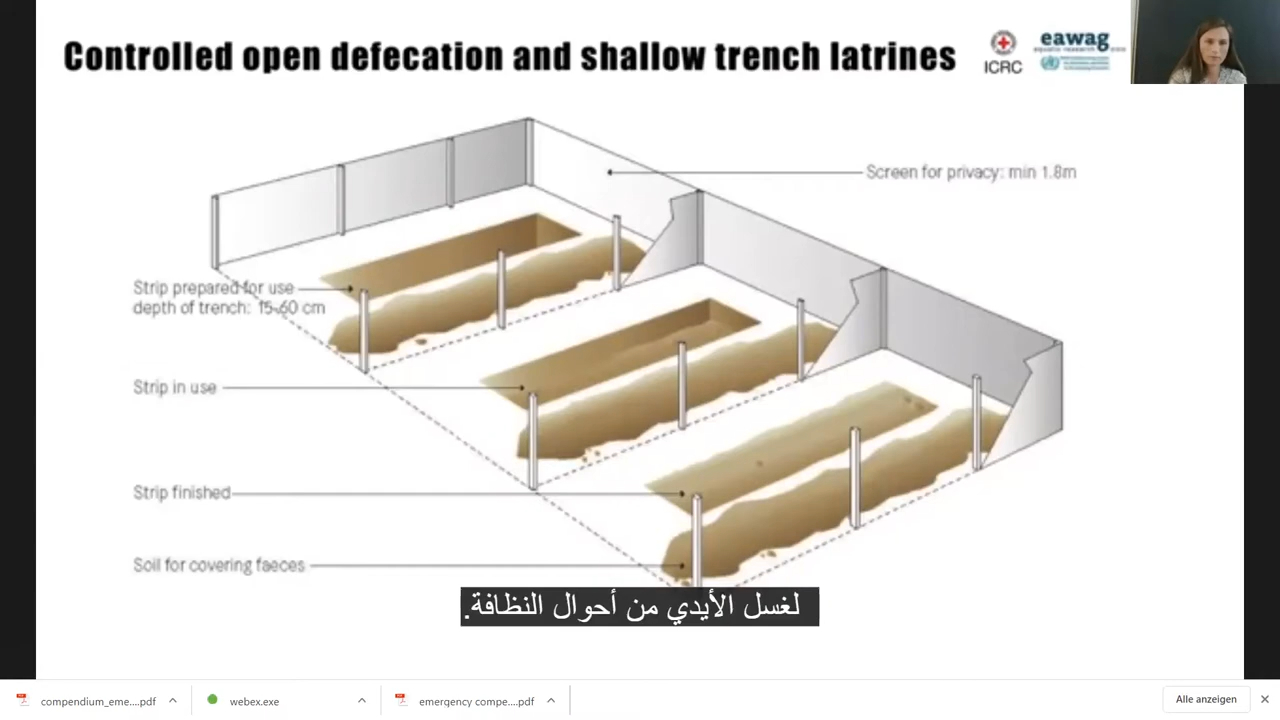 Controlled open defecation and shallow trench latrines
ICRC
eawag
Screen for privacy: min 1.8m
Strip prepared for use
depth of trench: 15-60 cm
Strip in use
Strip finished
Soil for covering faeces
لغسل الأيدي من أحوال النظافة.
compendium_eme....pdf
webex.exe
emergency compe....pdf
Alle anzeigen